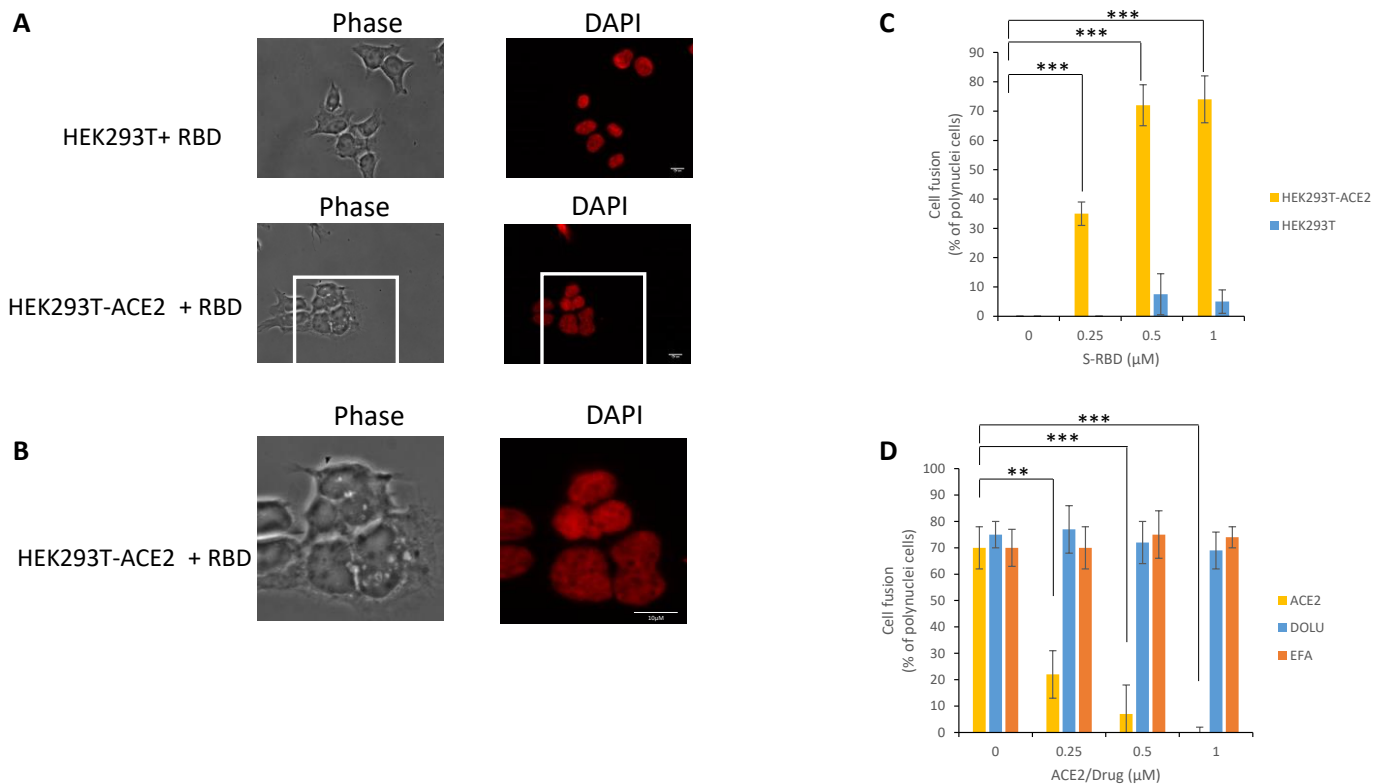 A
Phase
DAPI
HEK293T+ RBD
Phase
DAPI
HEK293T-ACE2 + RBD
B
Phase
DAPI
HEK293T-ACE2 + RBD
10µM
C
***
***
***
90
80
70
60
50
40
30
20
10
0
Cell fusion
(% of polynuclei cells)
0 0.25 0.5 1
S-RBD (µM)
HEK293T-ACE2
HEK293T
D
***
***
**
100
90
80
70
60
50
40
30
20
10
0
Cell fusion
(% of polynuclei cells)
0 0.25 0.5 1
ACE2/Drug (µM)
ACE2
DOLU
EFA